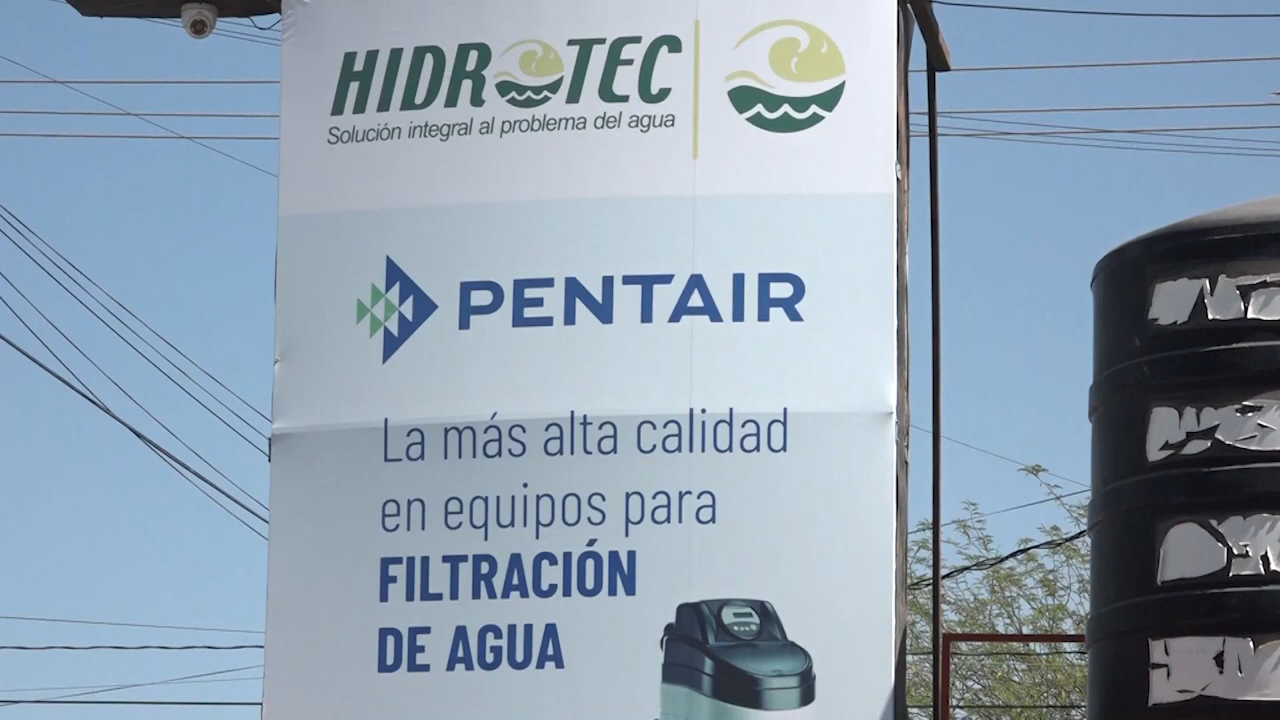 HIDROTEC
Solución integral al problema del agua
PENTAIR
La más alta calidad
en equipos para
FILTRACIÓN
DE AGUA